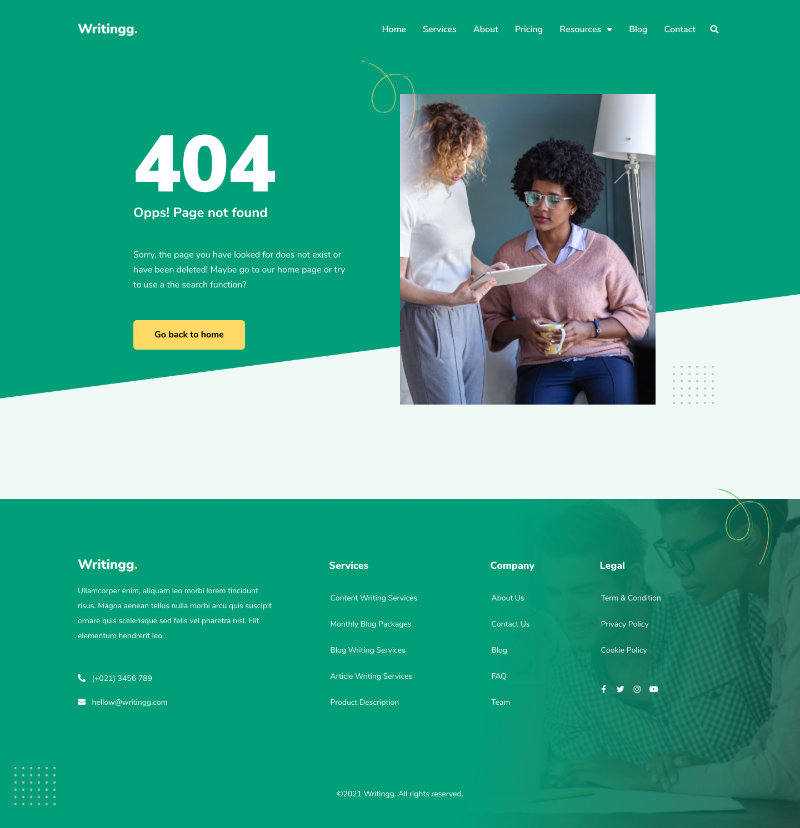 Writingg.
Home Services About Pricing Resources Blog Contact
404
Opps! Page not found
Sorry, the page you have looked for does not exist or
have been deleted! Maybe go to our home page or try
to use a the search function?
Go back to home
Writingg.
Ullamcorper enim, aliquam leo morbi lorem tincidunt
risus. Magna aenean tellus nulla morbi arcu quis suscipit
ornare quis scelerisque sed felis vel pharetra nisl. Elit
elementum hendrerit leo.
(+021) 3456 789
hellow@writingg.com
Services
Content Writing Services
Monthly Blog Packages
Blog Writing Services
Article Writing Services
Product Description
Company
About Us
Contact Us
Blog
FAQ
Team
Legal
Term & Condition
Privacy Policy
Cookie Policy
©2021 Writingg. All rights reserved.